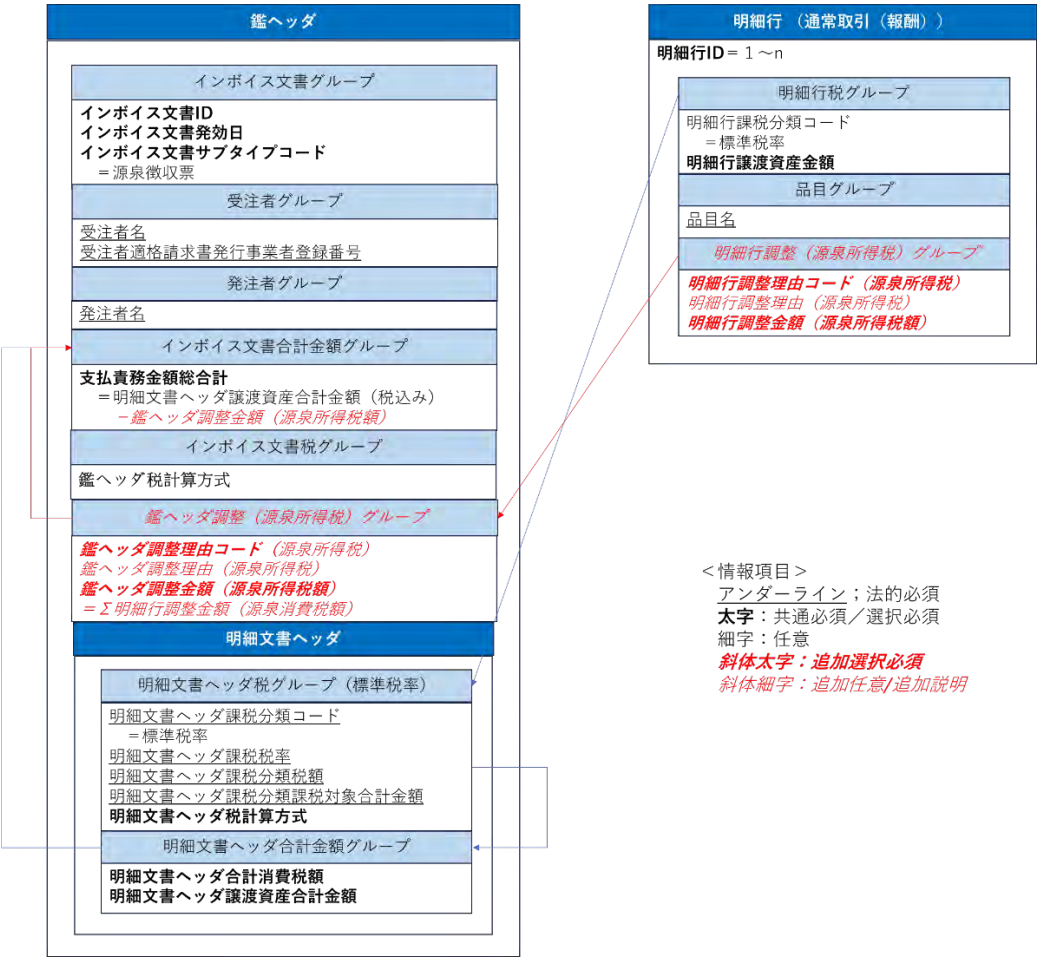 鑑ヘッダ
インボイス文書グループ
インボイス文書ID
インボイス文書発効日
インボイス文書サブタイプコード
＝源泉徴収票
受注者グループ
受注者名
受注者適格請求書発行事業者登録番号
発注者グループ
発注者名
インボイス文書合計金額グループ
支払責務金額総合計
＝明細文書ヘッダ譲渡資産合計金額（税込み）
－鑑ヘッダ調整金額（源泉所得税額）
インボイス文書税グループ
鑑ヘッダ税計算方式
鑑ヘッダ調整（源泉所得税）グループ
鑑ヘッダ調整理由コード（源泉所得税）
鑑ヘッダ調整理由（源泉所得税）
鑑ヘッダ調整金額（源泉所得税額）
＝Σ明細行調整金額（源泉消費税額）
明細文書ヘッダ
明細文書ヘッダ税グループ（標準税率）
明細文書ヘッダ課税分類コード
＝標準税率
明細文書ヘッダ課税税率
明細文書ヘッダ課税分類税額
明細文書ヘッダ課税分類課税対象合計金額
明細文書ヘッダ税計算方式
明細文書ヘッダ合計金額グループ
明細文書ヘッダ合計消費税額
明細文書ヘッダ譲渡資産合計金額
明細行 （通常取引（報酬））
明細行ID＝１～n
明細行税グループ
明細行課税分類コード
＝標準税率
明細行譲渡資産金額
品目グループ
品目名
明細行調整（源泉所得税）グループ
明細行調整理由コード（源泉所得税）
明細行調整理由（源泉所得税）
明細行調整金額（源泉所得税額）
＜情報項目＞
アンダーライン；法的必須
太字：共通必須／選択必須
細字：任意
斜体太字：追加選択必須
斜体細字：追加任意/追加説明